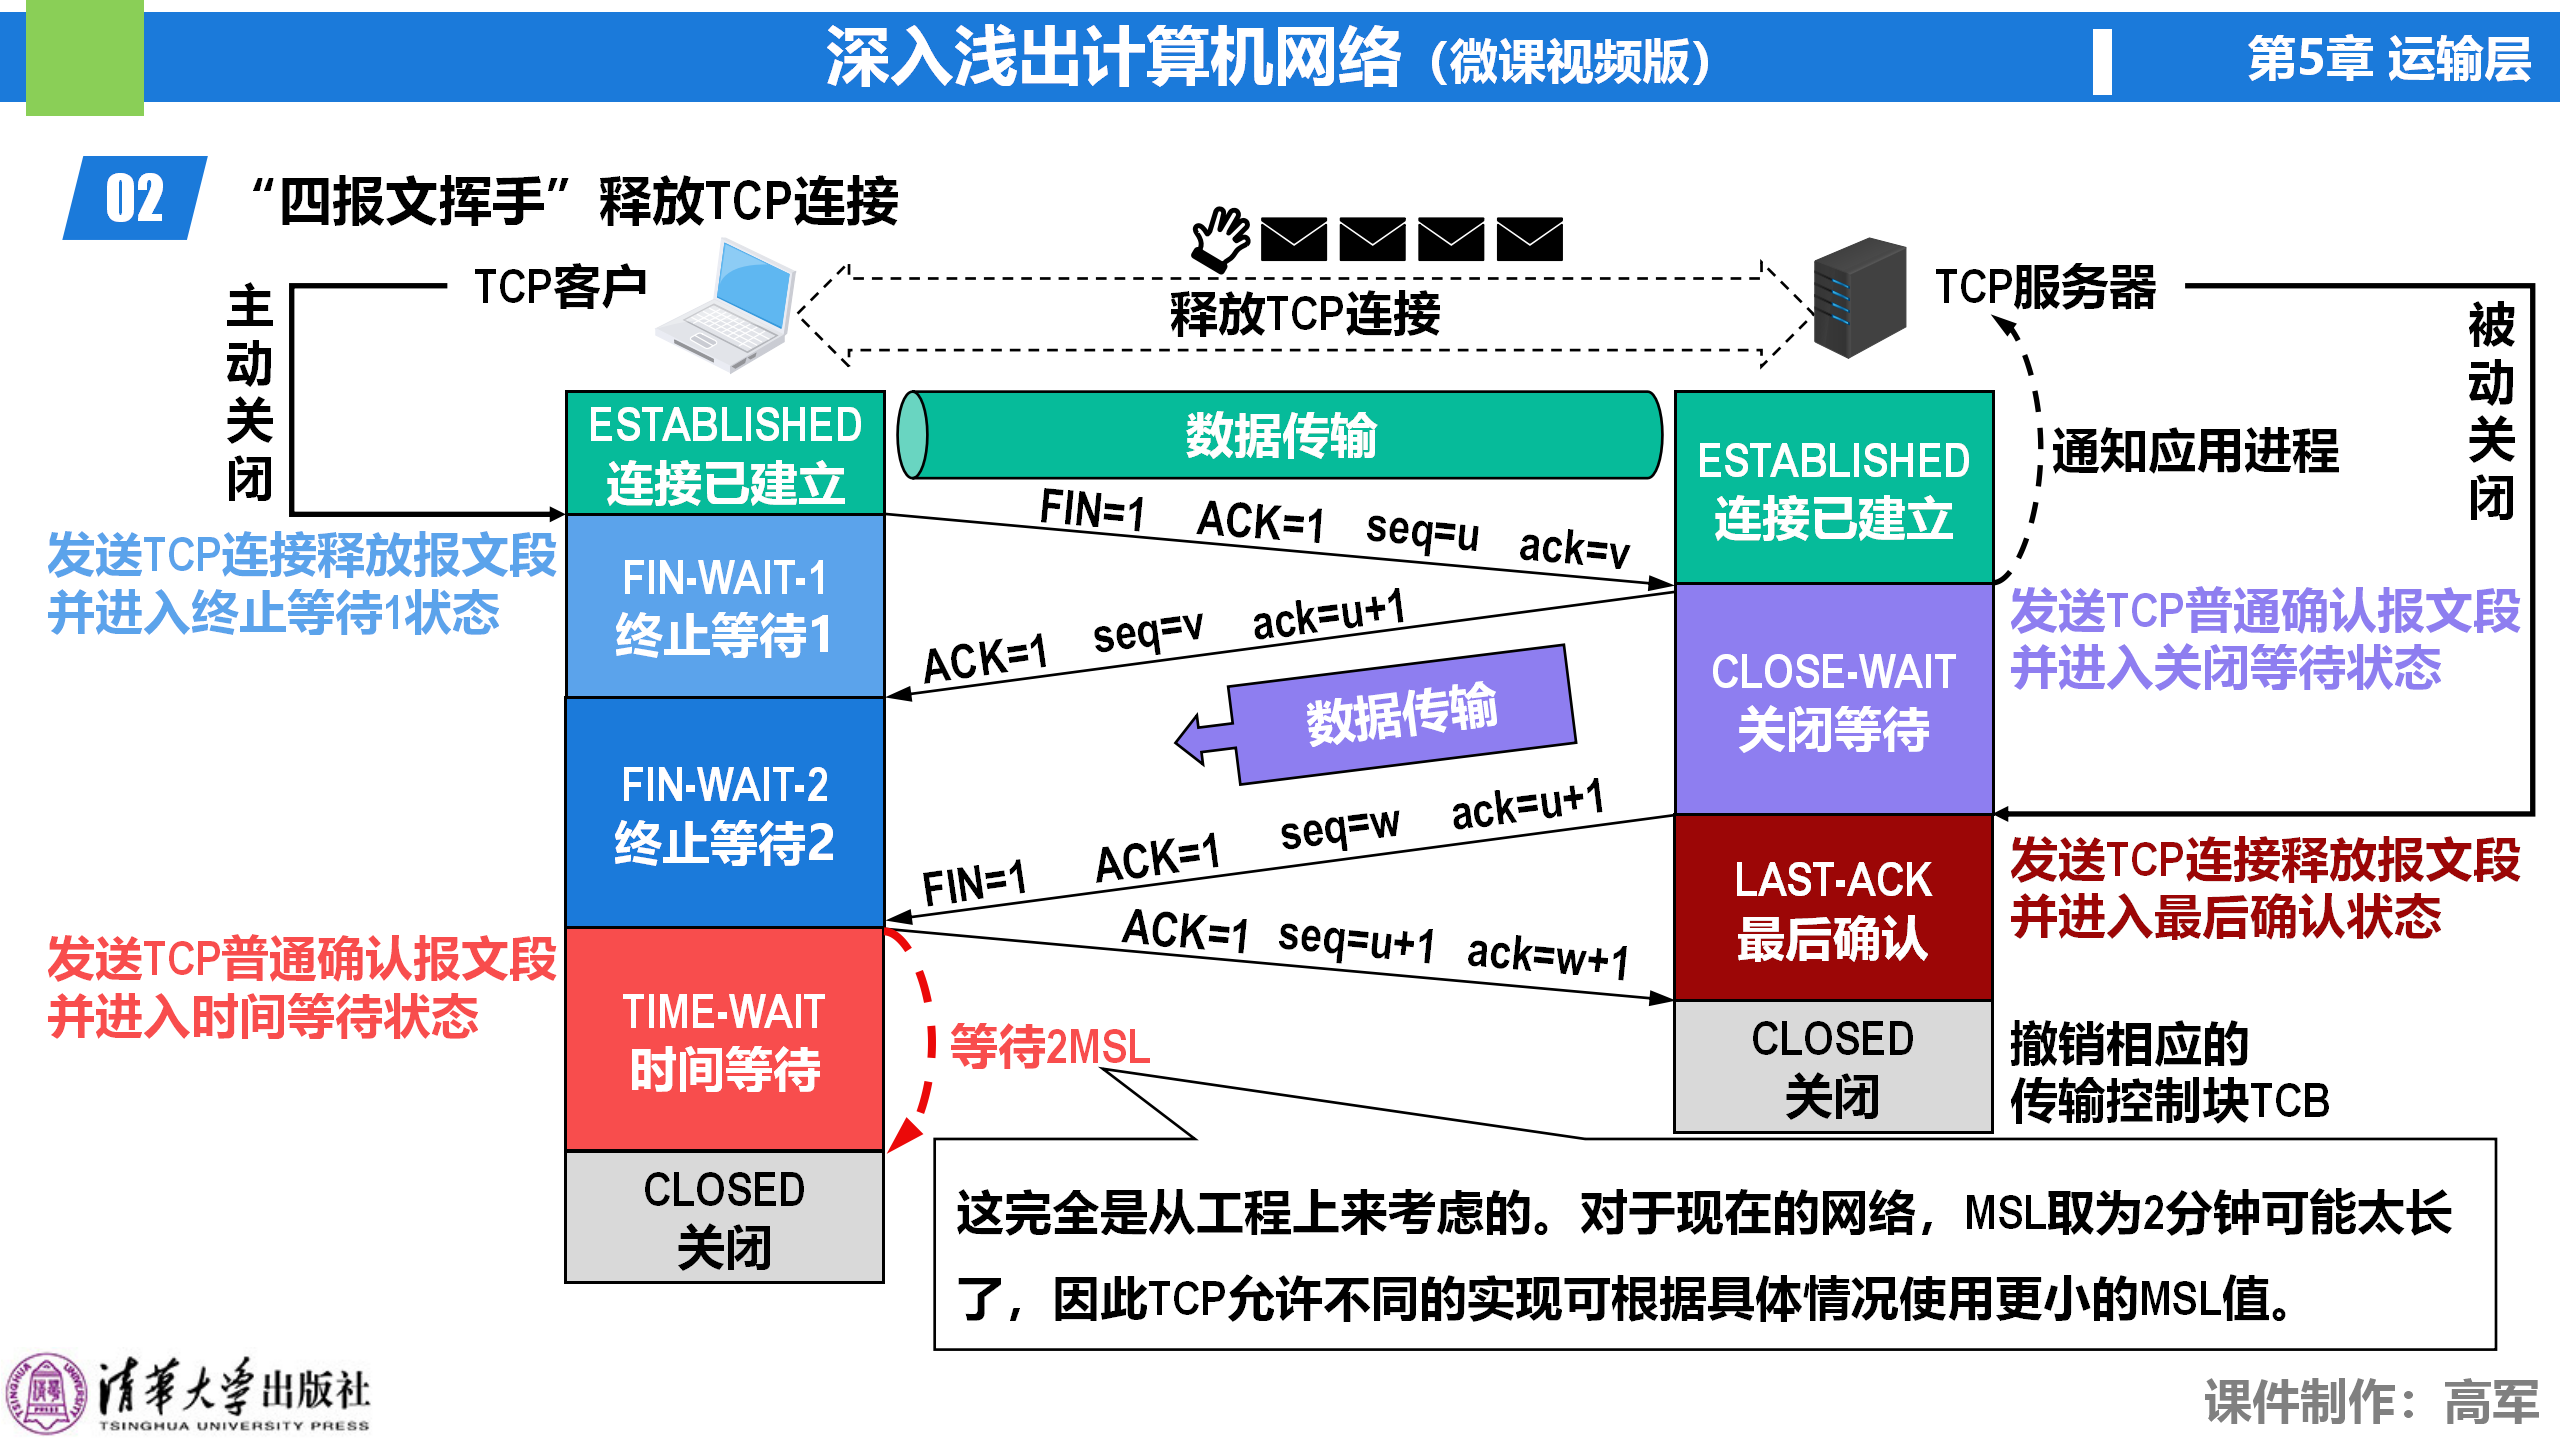 深入浅出计算机网络（微课视频版）
第5章 运输层
02
“四报文挥手”释放TCP连接
TCP客户
释放TCP连接
TCP服务器
主动关闭
被动关闭
ESTABLISHED
连接已建立
数据传输
ESTABLISHED
连接已建立
通知应用进程
FIN=1 ACK=1 seq=u ack=v
发送TCP连接释放报文段
并进入终止等待1状态
FIN-WAIT-1
终止等待1
ACK=1 seq=v ack=u+1
CLOSE-WAIT
关闭等待
发送TCP普通确认报文段
并进入关闭等待状态
数据传输
FIN-WAIT-2
终止等待2
FIN=1 ACK=1 seq=w ack=u+1
LAST-ACK
最后确认
发送TCP连接释放报文段
并进入最后确认状态
ACK=1 seq=u+1 ack=w+1
发送TCP普通确认报文段
并进入时间等待状态
TIME-WAIT
时间等待
等待2MSL
CLOSED
关闭
撤销相应的
传输控制块TCB
CLOSED
关闭
这完全是从工程上来考虑的。对于现在的网络，MSL取为2分钟可能太长
了，因此TCP允许不同的实现可根据具体情况使用更小的MSL值。
清华大学出版社
TSINGHUA UNIVERSITY PRESS
课件制作：高军